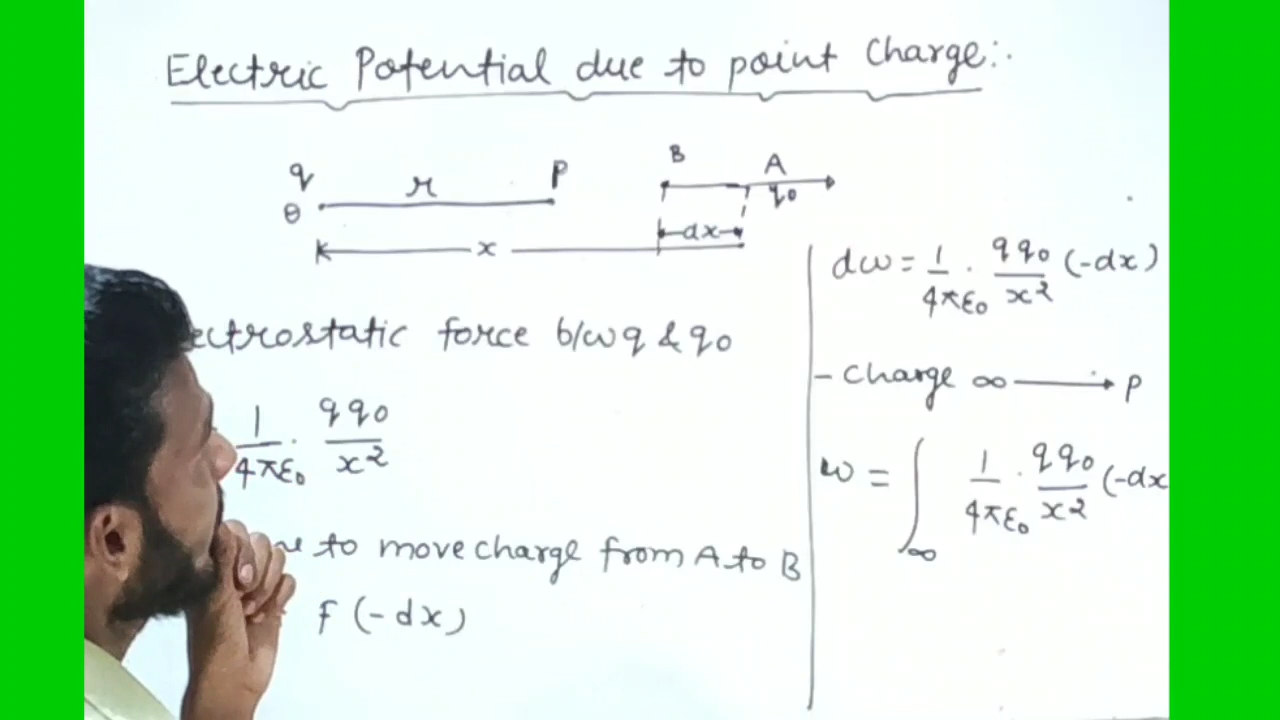 Electric Potential due to point Charge:.
q r P B A
θ q₀
dx
x
ectrostatic force b/w q & q₀
1/4πε₀ . qq₀/x²
to move charge from A to B
F (-dx)
dw = 1/4πε₀ . qq₀/x² (-dx)
- Charge ∞ → P
w = ∫∞ 1/4πε₀ . qq₀/x² (-dx